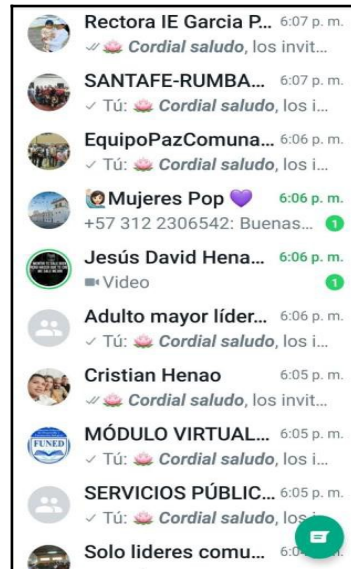 Rectora IE Garcia P... 6:07 p. m.
Cordial saludo, los invit...
SANTAFE-RUMBA... 6:07 p. m.
Tú: 🪷 Cordial saludo, los i...
EquipoPazComuna... 6:06 p. m.
Tú: 🪷 Cordial saludo, los i...
🙋🏻‍♀️Mujeres Pop 💜 6:06 p. m.
+57 312 2306542: Buenas... 1
Jesús David Hena... 6:06 p. m.
Video 1
Adulto mayor líder... 6:06 p. m.
Tú: 🪷 Cordial saludo, los i...
Cristian Henao 6:05 p. m.
🪷 Cordial saludo, los invit...
FUNED
MÓDULO VIRTUAL... 6:05 p. m.
Tú: 🪷 Cordial saludo, los i...
SERVICIOS PÚBLIC... 6:05 p. m.
Tú: 🪷 Cordial saludo, los
Solo lideres comu... 6:0